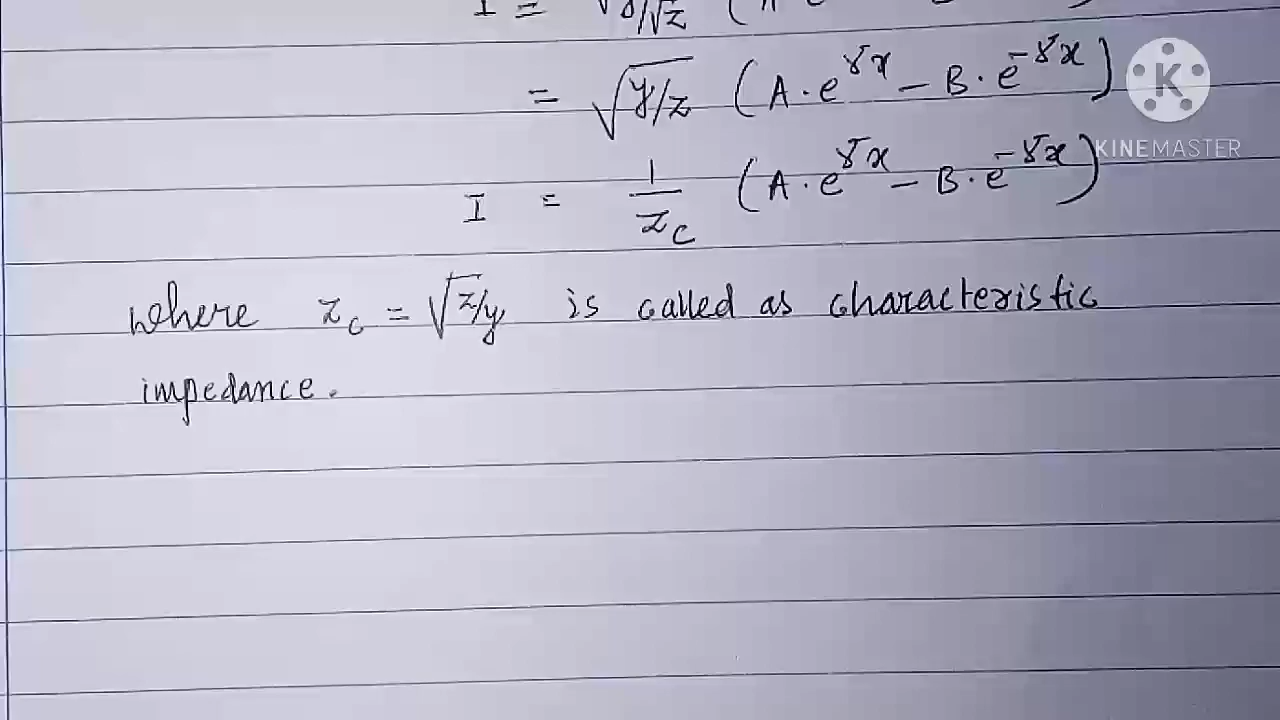 I = √y/√z (
= √y/z (A·e^γx − B·e^−γx)
K
KINEMASTER
I = 1/z_c (A·e^γx − B·e^−γx)
where z_c = √z/y is called as characteristic
impedance.